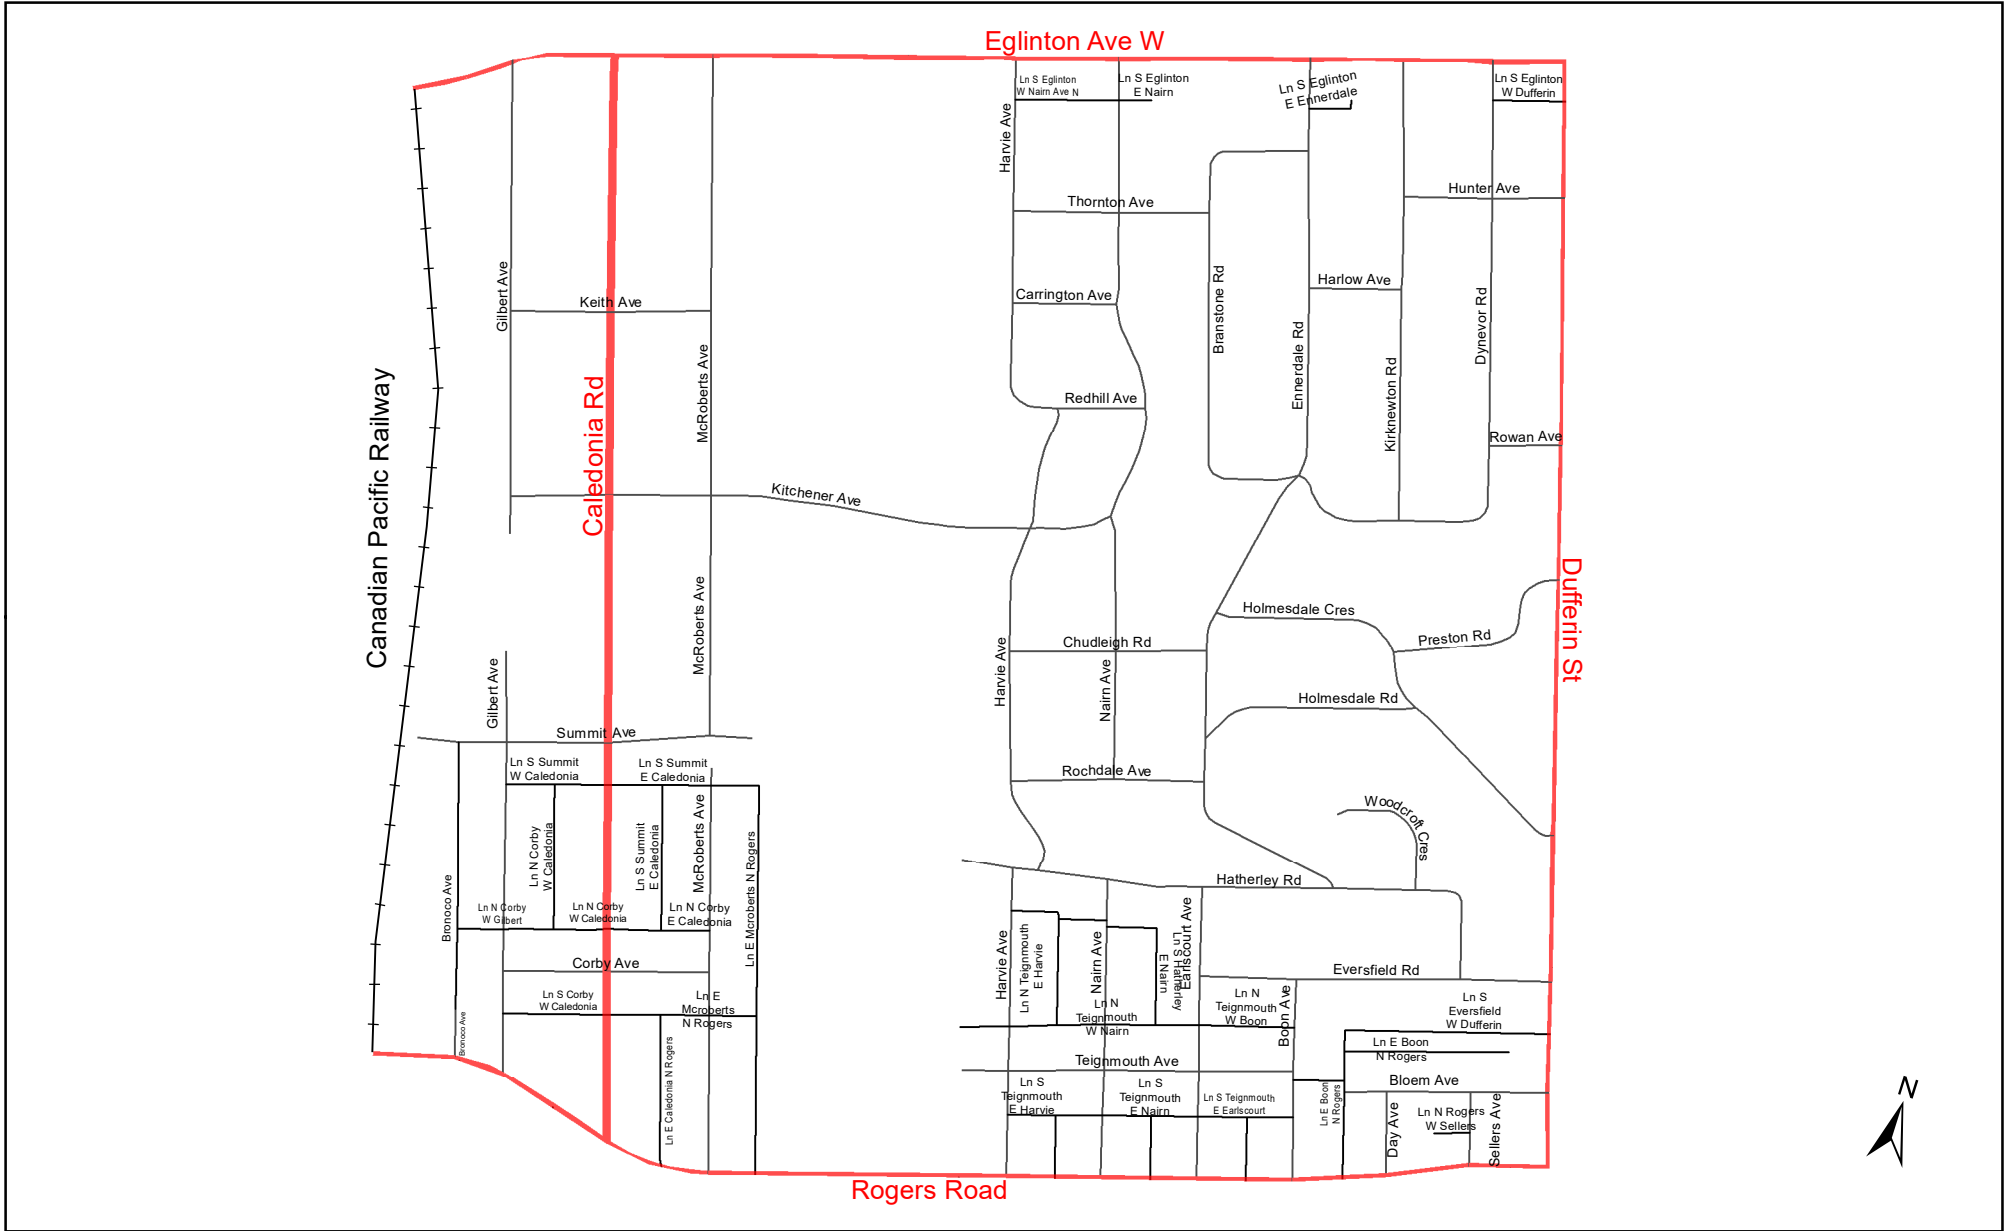 Eglinton Ave W
Ln S Eglinton
W Nairn Ave N
Ln S Eglinton
E Nairn
Ln S Eglinton
E Ennerdale
Ln S Eglinton
W Dufferin
Harvie Ave
Hunter Ave
Thornton Ave
Gilbert Ave
Keith Ave
Carrington Ave
Branstone Rd
Harlow Ave
Dynevor Rd
Ennerdale Rd
Kirknewton Rd
McRoberts Ave
Canadian Pacific Railway
Caledonia Rd
Redhill Ave
Rowan Ave
Kitchener Ave
Dufferin St
McRoberts Ave
Holmesdale Cres
Preston Rd
Chudleigh Rd
Harvie Ave
Nairn Ave
Gilbert Ave
Holmesdale Rd
Summit Ave
Ln S Summit
W Caledonia
Ln S Summit
E Caledonia
Rochdale Ave
Woodcroft Cres
Ln N Corby
W Caledonia
Ln S Summit
E Caledonia
McRoberts Ave
Ln E Mcroberts N Rogers
Hatherley Rd
Bronoco Ave
Ln N Corby
W Gilbert
Ln N Corby
W Caledonia
Ln N Corby
E Caledonia
Harvie Ave
Ln N Teignmouth
E Harvie
Nairn Ave
Ln S Hatherley
E Nairn
Earlscourt Ave
Corby Ave
Eversfield Rd
Ln S Corby
W Caledonia
Ln E
Mcroberts
N Rogers
Ln N
Teignmouth
W Nairn
Ln N
Teignmouth
W Boon
Boon Ave
Ln S
Eversfield
W Dufferin
Bronoco Ave
Ln E Boon
N Rogers
Teignmouth Ave
Bloem Ave
Ln E Caledonia N Rogers
Ln S
Teignmouth
E Harvie
Ln S
Teignmouth
E Nairn
Ln S Teignmouth
E Earlscourt
Ln E Boon
N Rogers
Day Ave
Ln N Rogers
W Sellers
Sellers Ave
N
Rogers Road